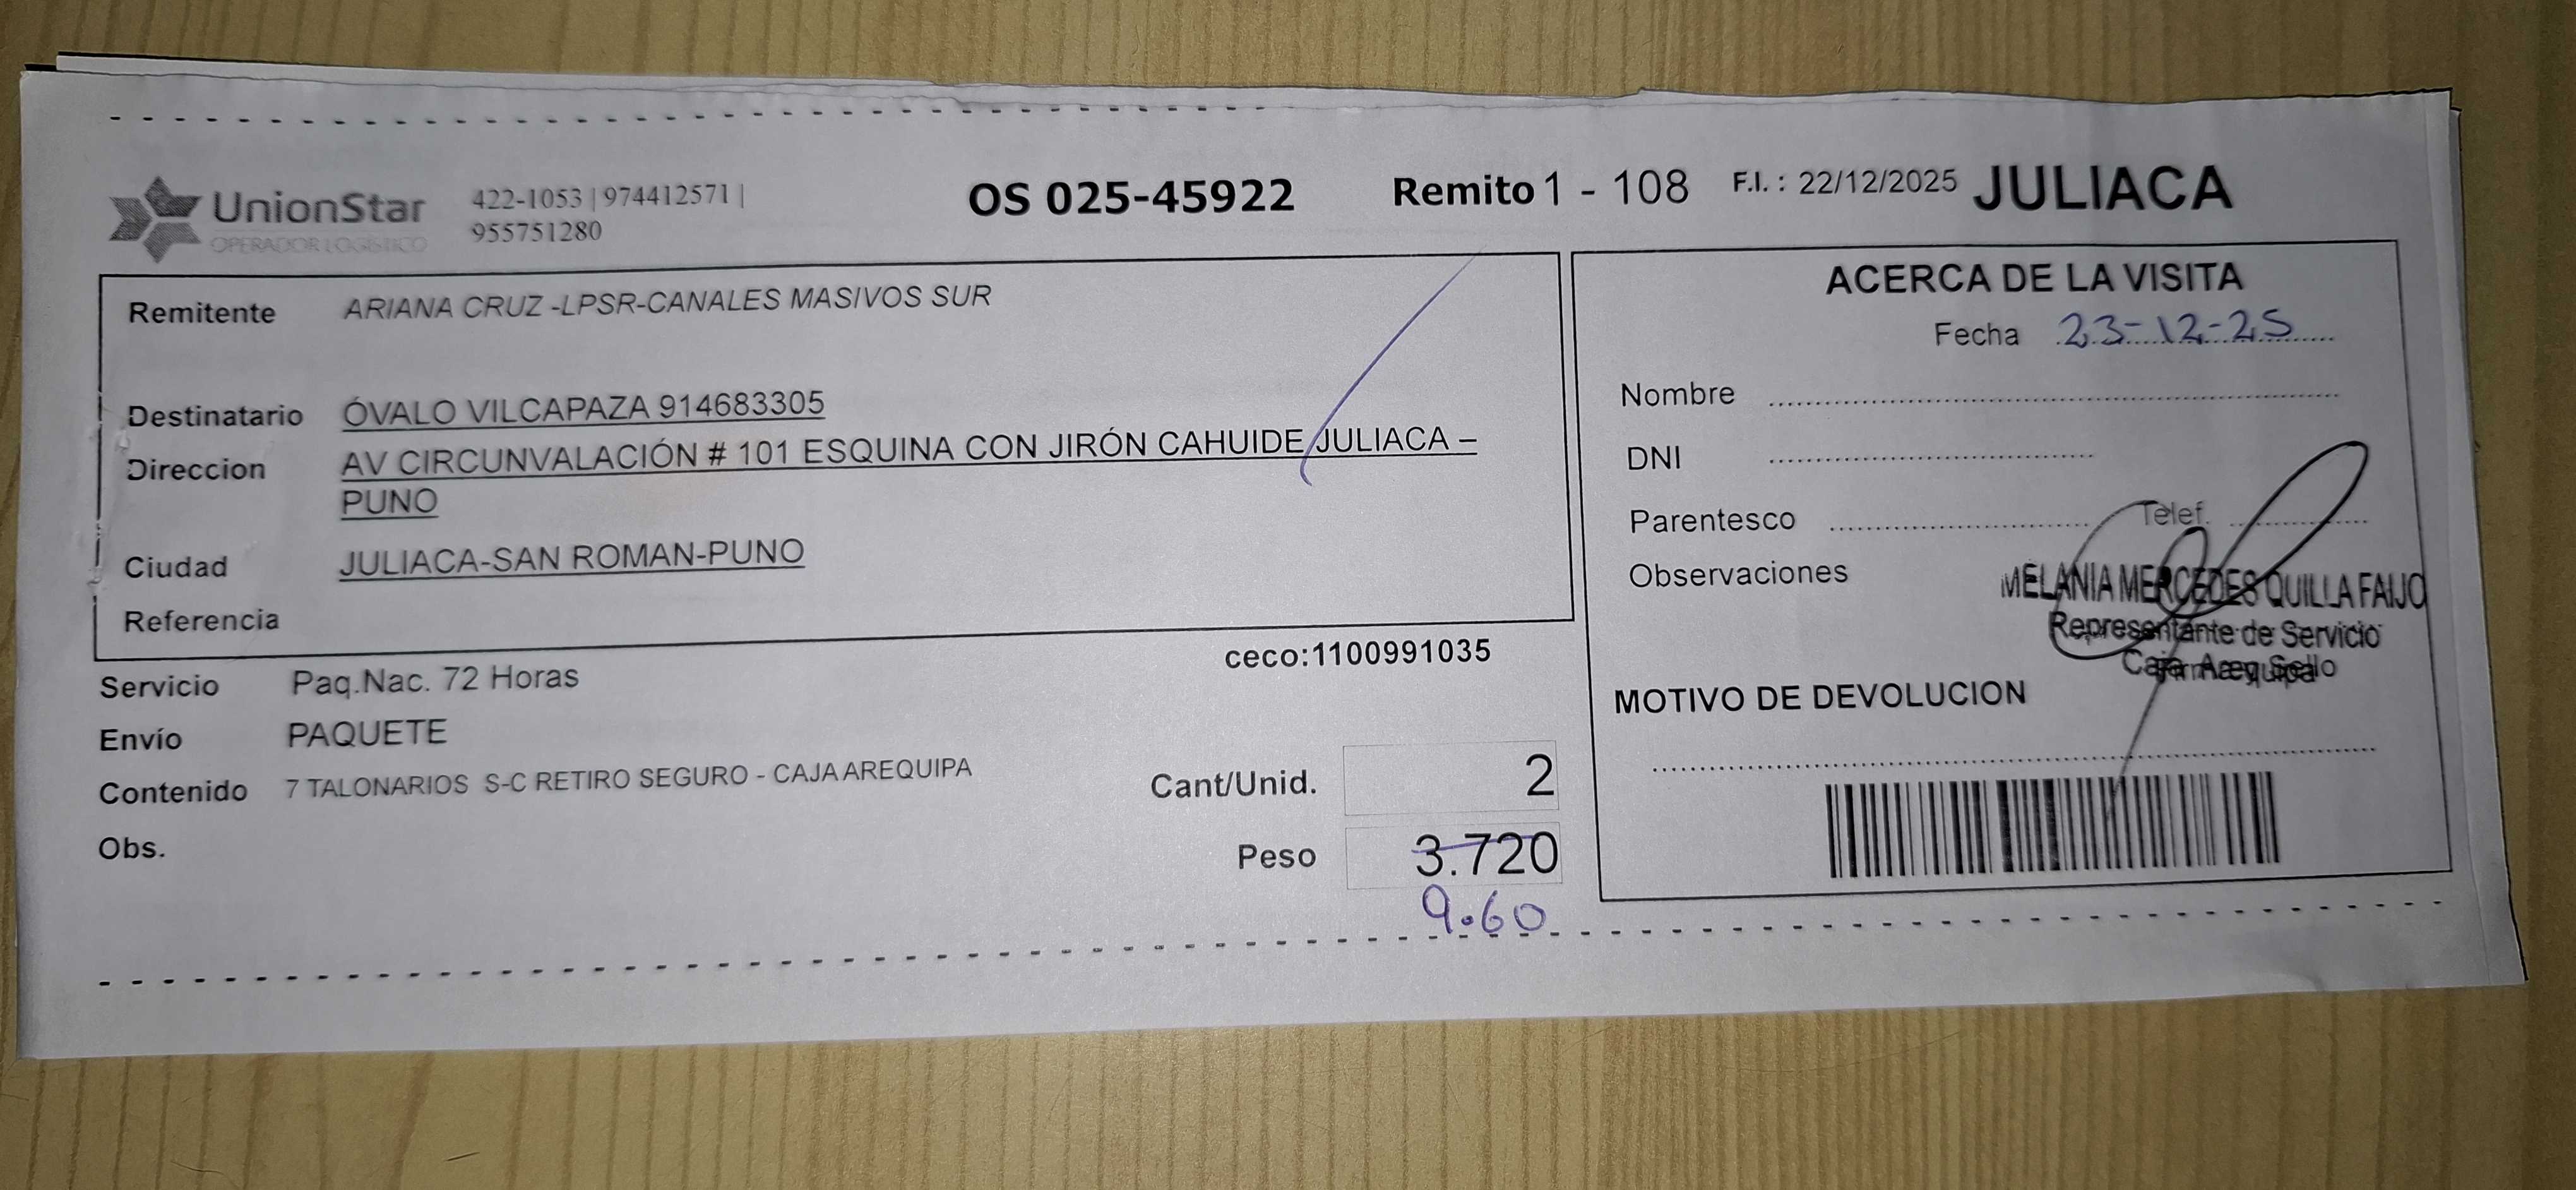 UnionStar
OPERADOR LOGÍSTICO
422-1053 | 974412571 |
955751280
OS 025-45922
Remito 1 - 108
F.I. : 22/12/2025
JULIACA
Remitente ARIANA CRUZ -LPSR-CANALES MASIVOS SUR
Destinatario ÓVALO VILCAPAZA 914683305
Direccion AV CIRCUNVALACIÓN # 101 ESQUINA CON JIRÓN CAHUIDE JULIACA –
PUNO
Ciudad JULIACA-SAN ROMAN-PUNO
Referencia
ceco:1100991035
Servicio Paq.Nac. 72 Horas
Envío PAQUETE
Contenido 7 TALONARIOS S-C RETIRO SEGURO - CAJA AREQUIPA
Obs.
Cant/Unid. 2
Peso 3.720
9.60
ACERCA DE LA VISITA
Fecha 23-12-25
Nombre
DNI
Parentesco Telef.
Observaciones
MELANIA MERCEDES QUILLA FAIJO
Representante de Servicio
Caja Arequipa
Firma y Sello
MOTIVO DE DEVOLUCION